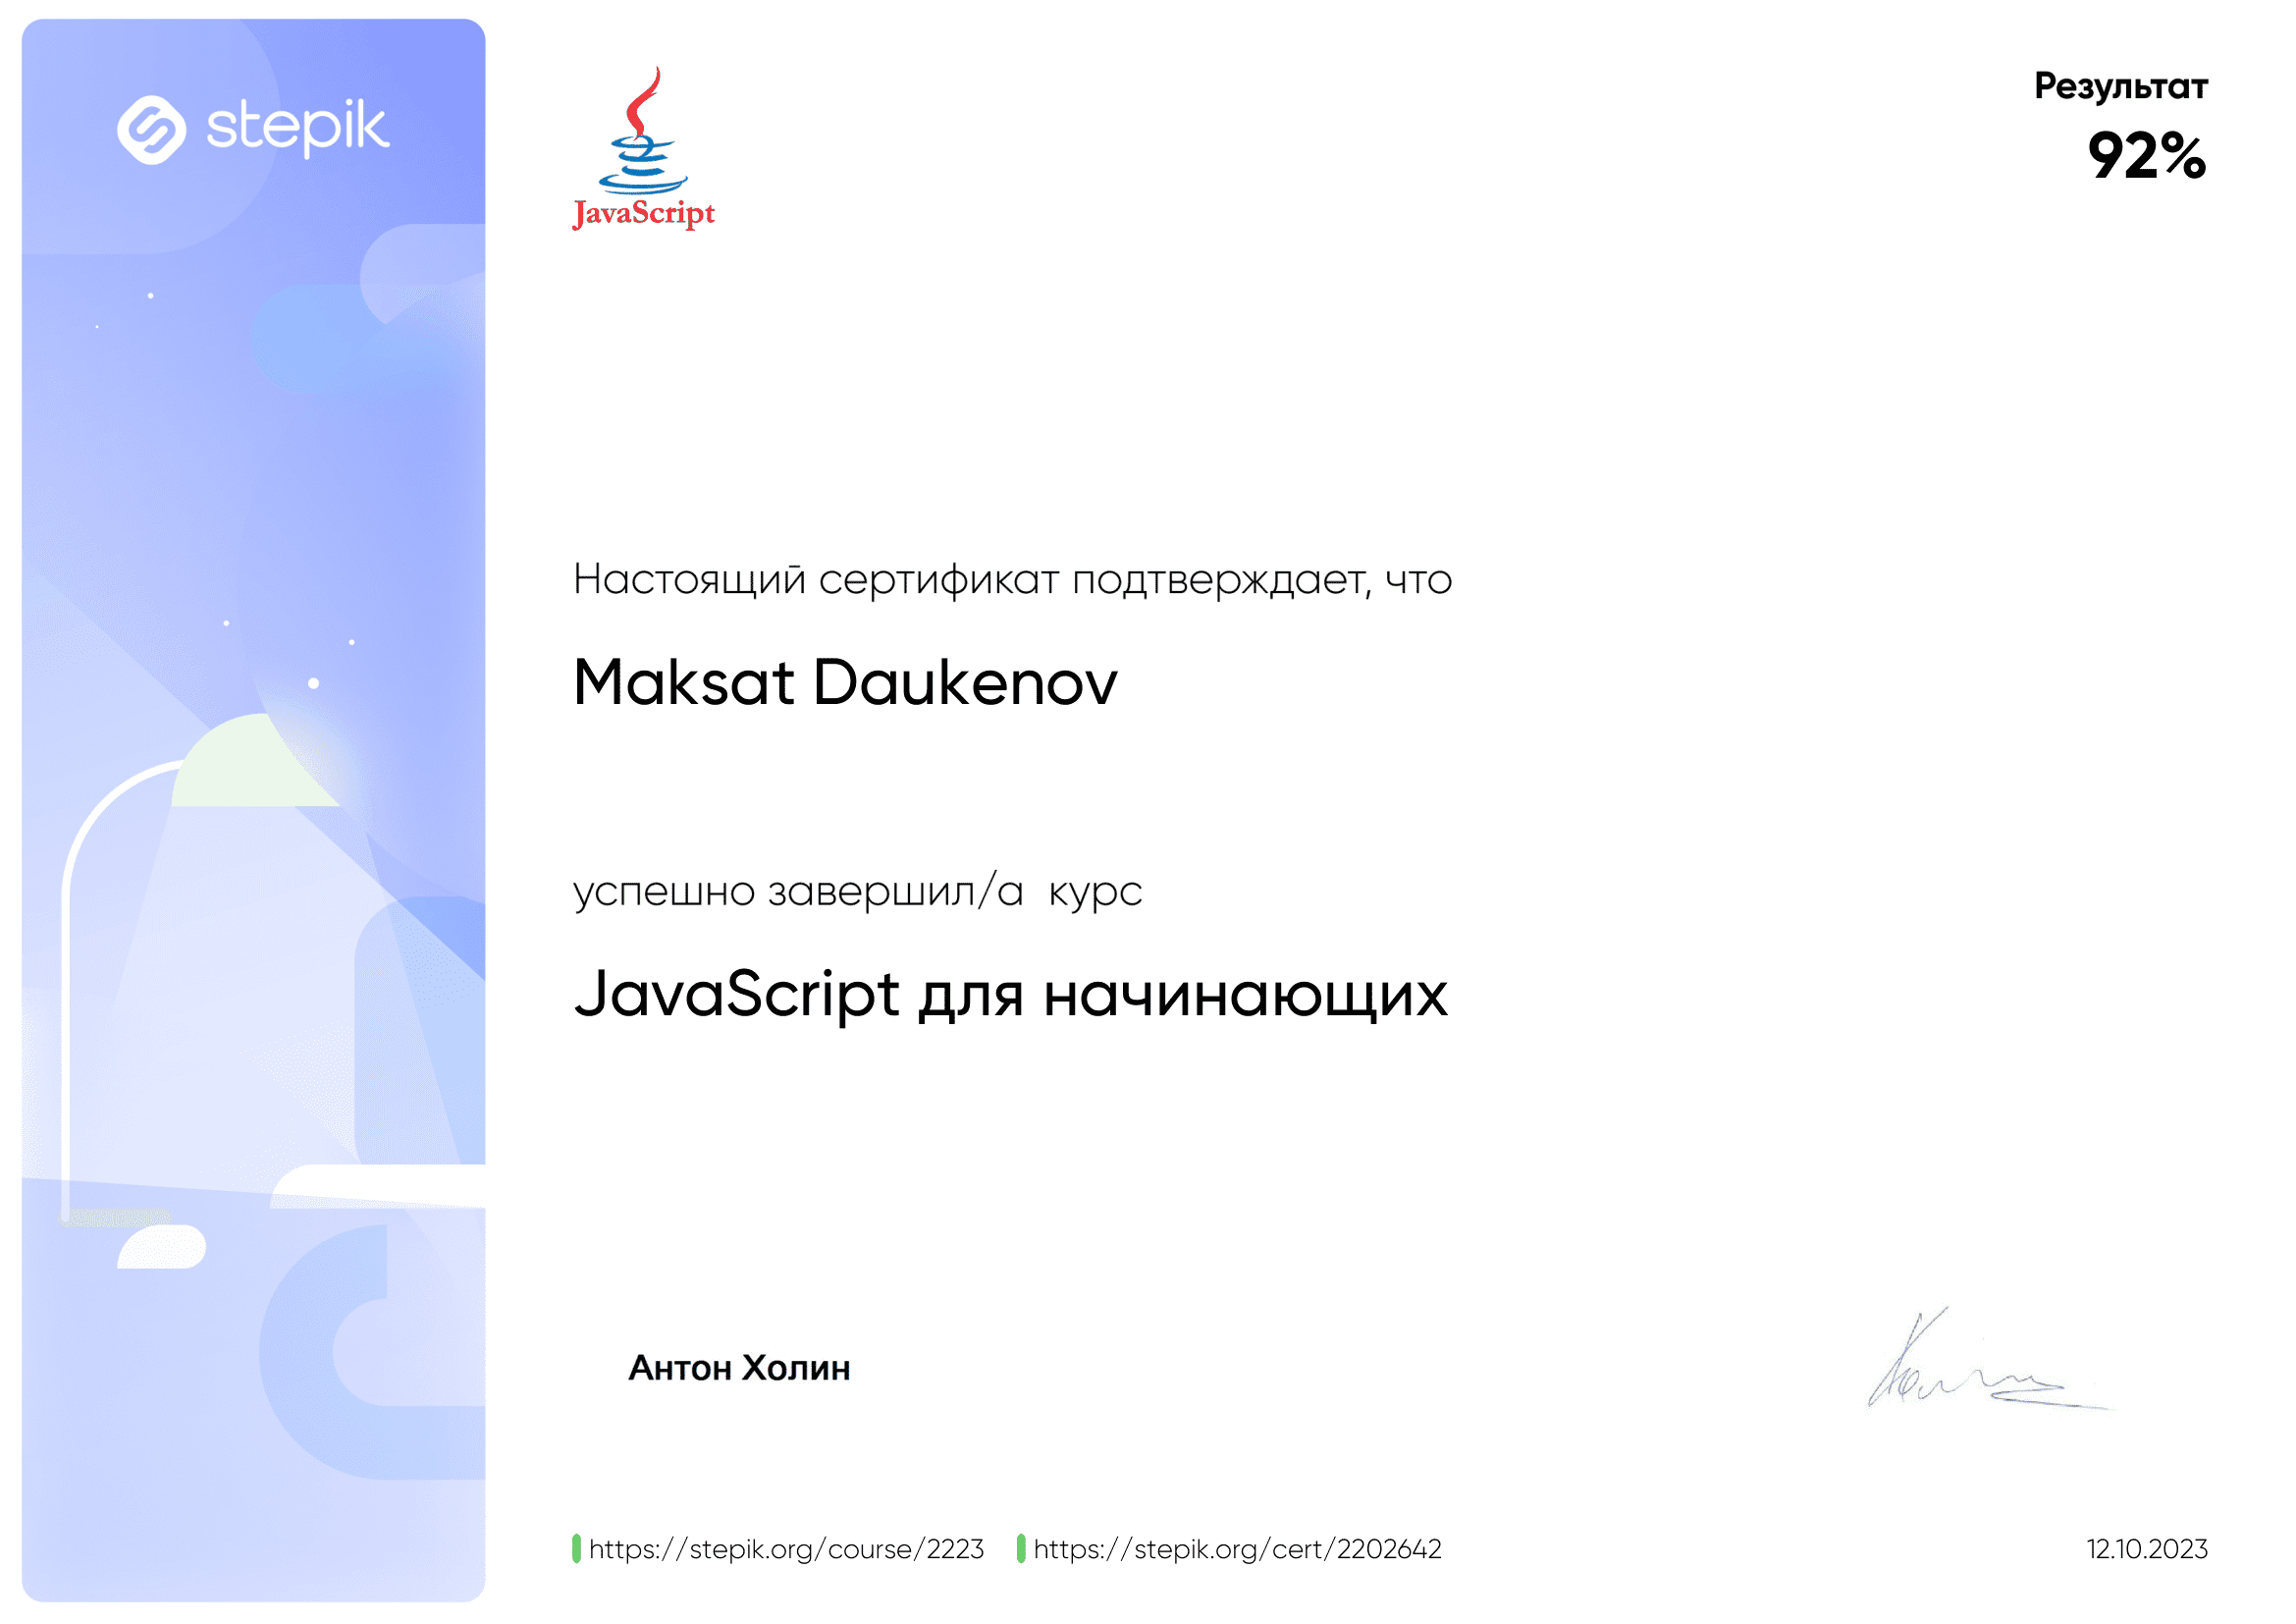 stepik
JavaScript
Результат
92%
Настоящий сертификат подтверждает, что
Maksat Daukenov
успешно завершил/а курс
JavaScript для начинающих
Антон Холин
https://stepik.org/course/2223
https://stepik.org/cert/2202642
12.10.2023